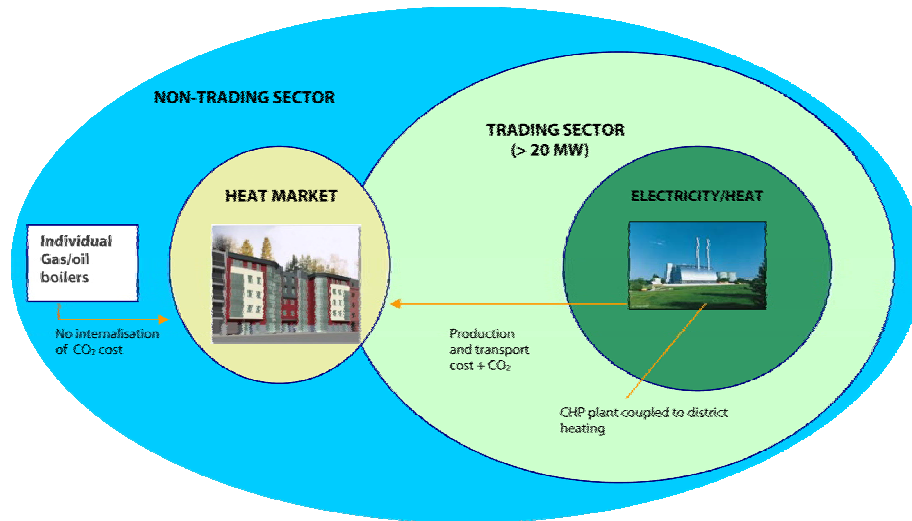 NON-TRADING SECTOR
TRADING SECTOR
(> 20 MW)
HEAT MARKET
ELECTRICITY/HEAT
Individual
Gas/oil
boilers
No internalisation
of CO₂ cost
Production
and transport
cost + CO₂
CHP plant coupled to district
heating